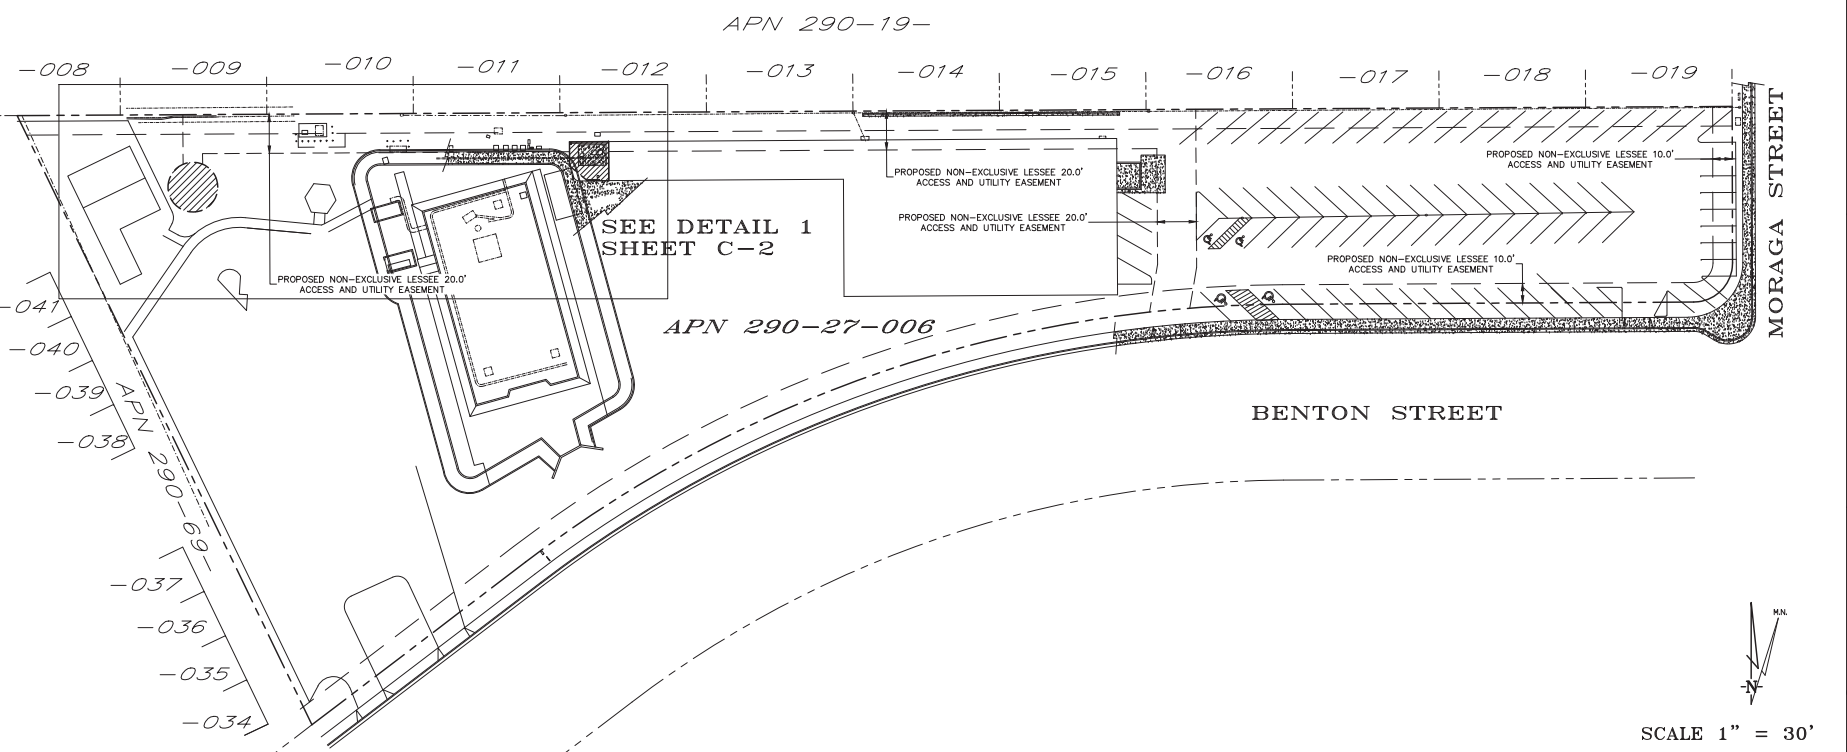 APN 290-19-
-008
-009
-010
-011
-012
-013
-014
-015
-016
-017
-018
-019
MORAGA STREET
PROPOSED NON-EXCLUSIVE LESSEE 10.0'
ACCESS AND UTILITY EASEMENT
PROPOSED NON-EXCLUSIVE LESSEE 20.0'
ACCESS AND UTILITY EASEMENT
PROPOSED NON-EXCLUSIVE LESSEE 20.0'
ACCESS AND UTILITY EASEMENT
SEE DETAIL 1
SHEET C-2
PROPOSED NON-EXCLUSIVE LESSEE 10.0'
ACCESS AND UTILITY EASEMENT
PROPOSED NON-EXCLUSIVE LESSEE 20.0'
ACCESS AND UTILITY EASEMENT
APN 290-27-006
-041
-040
-039
-038
APN 290-69-
BENTON STREET
-037
-036
-035
-034
M.N.
-N-
SCALE 1" = 30'